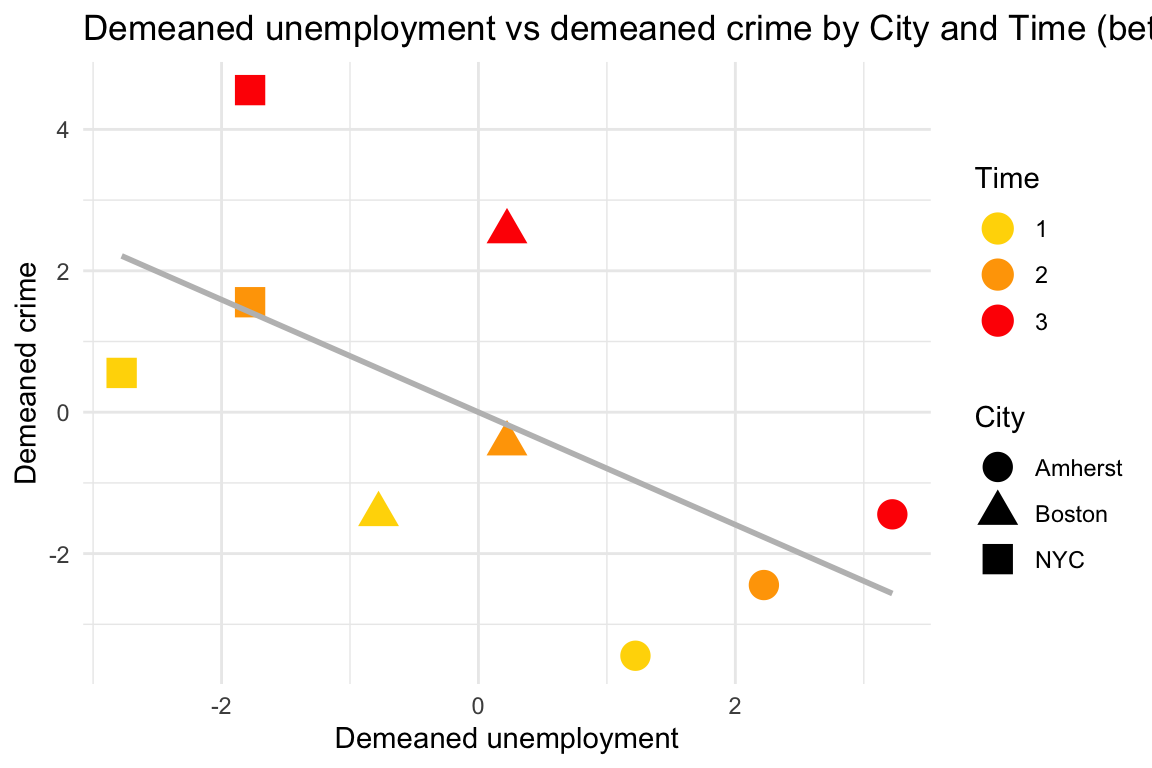 Demeaned unemployment vs demeaned crime by City and Time (bet
4
2
0
-2
Demeaned crime
-2
0
2
Demeaned unemployment
Time
1
2
3
City
Amherst
Boston
NYC